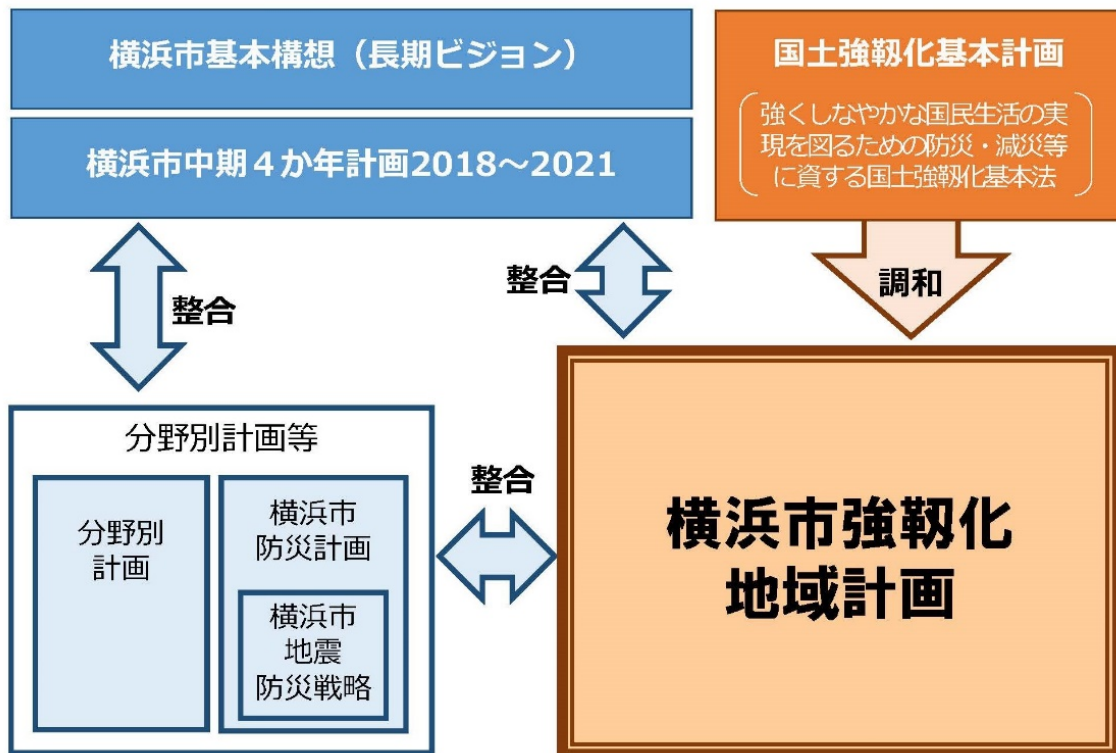 横浜市基本構想（長期ビジョン）
横浜市中期４か年計画2018～2021
国土強靱化基本計画
強くしなやかな国民生活の実
現を図るための防災・減災等
に資する国土強靱化基本法
整合
整合
調和
分野別計画等
分野別
計画
横浜市
防災計画
横浜市
地震
防災戦略
整合
横浜市強靱化
地域計画